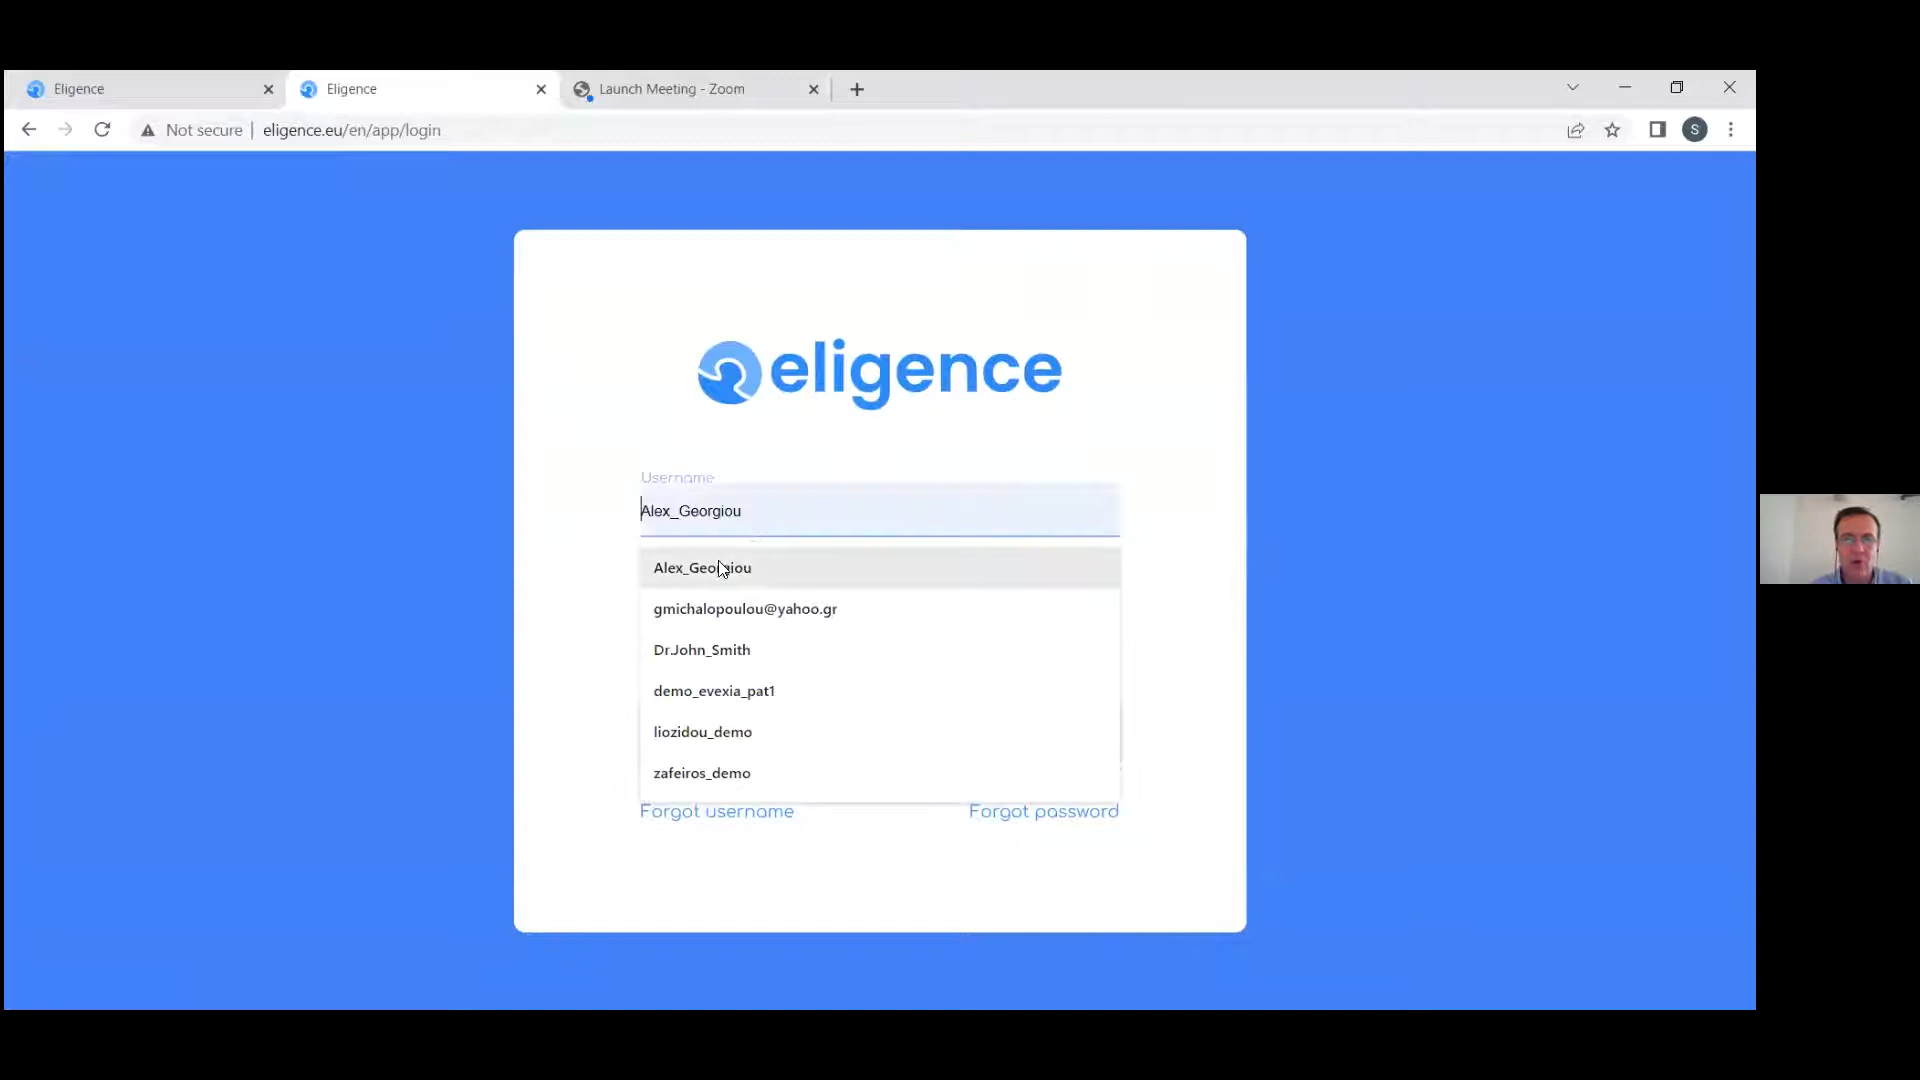 Eligence
Eligence
Launch Meeting - Zoom
Not secure | eligence.eu/en/app/login
S
eligence
Username
Alex_Georgiou
Alex_Georgiou
gmichalopoulou@yahoo.gr
Dr.John_Smith
demo_evexia_pat1
liozidou_demo
zafeiros_demo
Forgot username
Forgot password